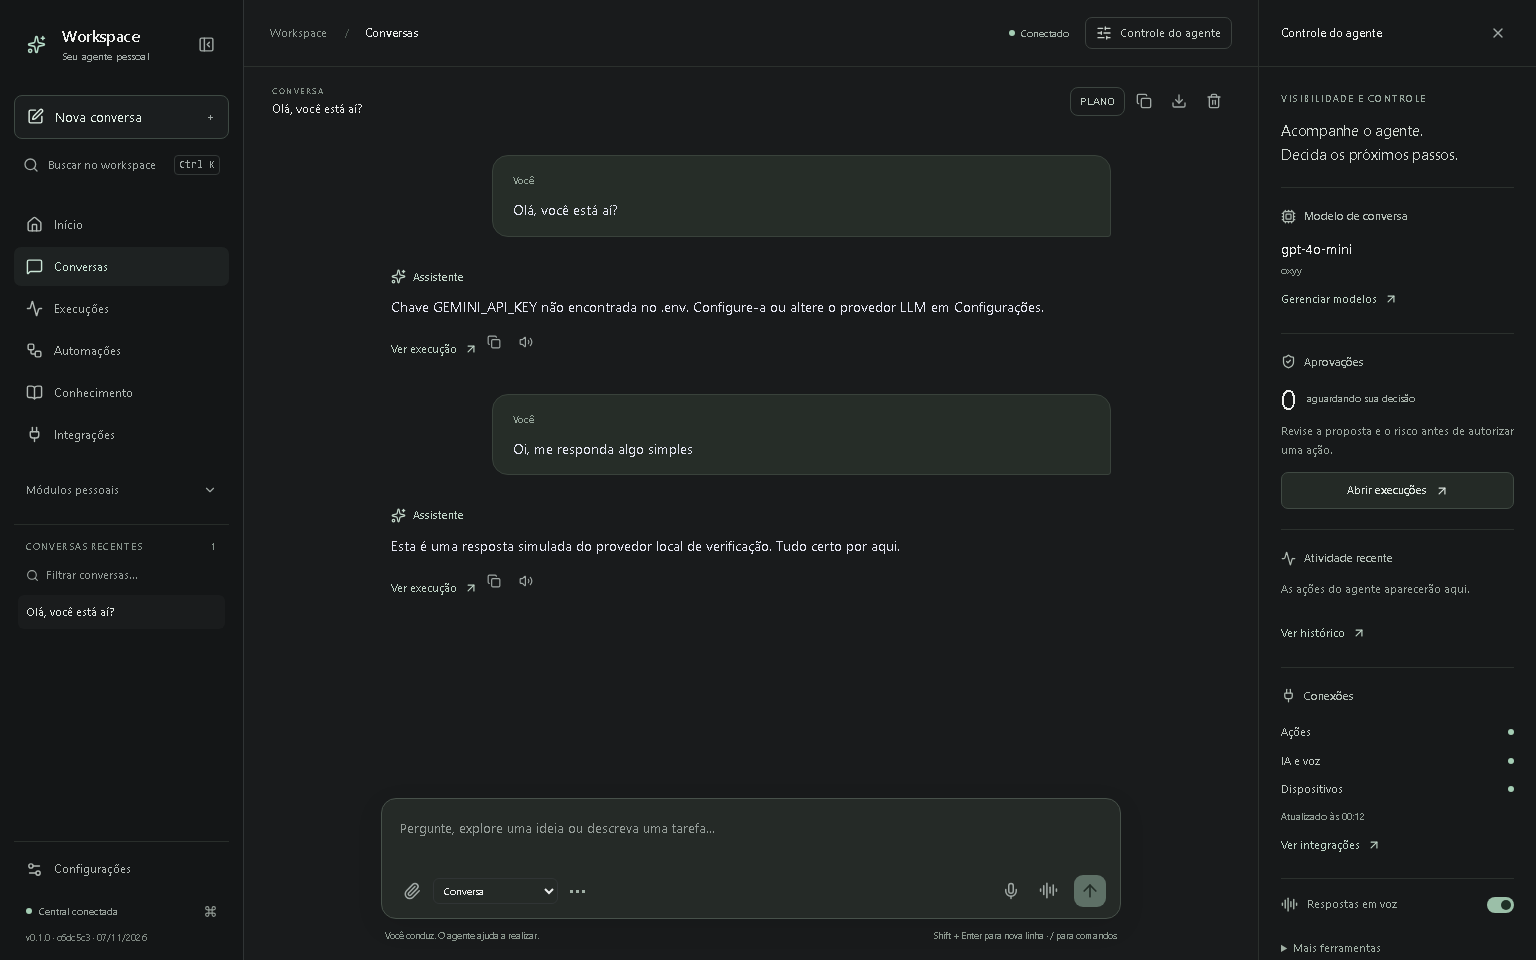 Workspace
Seu agente pessoal
Nova conversa +
Buscar no workspace Ctrl K
Início
Conversas
Execuções
Automações
Conhecimento
Integrações
Módulos pessoais
CONVERSAS RECENTES 1
Filtrar conversas...
Olá, você está aí?
Configurações
Central conectada
v0.1.0 · c6dc5c3 · 07/11/2026
Workspace / Conversas
Conectado
Controle do agente
CONVERSA
Olá, você está aí?
PLANO
Você
Olá, você está aí?
Assistente
Chave GEMINI_API_KEY não encontrada no .env. Configure-a ou altere o provedor LLM em Configurações.
Ver execução
Você
Oi, me responda algo simples
Assistente
Esta é uma resposta simulada do provedor local de verificação. Tudo certo por aqui.
Ver execução
Pergunte, explore uma ideia ou descreva uma tarefa...
Conversa
Você conduz. O agente ajuda a realizar.
Shift + Enter para nova linha · / para comandos
Controle do agente
VISIBILIDADE E CONTROLE
Acompanhe o agente.
Decida os próximos passos.
Modelo de conversa
gpt-4o-mini
oxyy
Gerenciar modelos
Aprovações
0 aguardando sua decisão
Revise a proposta e o risco antes de autorizar
uma ação.
Abrir execuções
Atividade recente
As ações do agente aparecerão aqui.
Ver histórico
Conexões
Ações
IA e voz
Dispositivos
Atualizado às 00:12
Ver integrações
Respostas em voz
Mais ferramentas